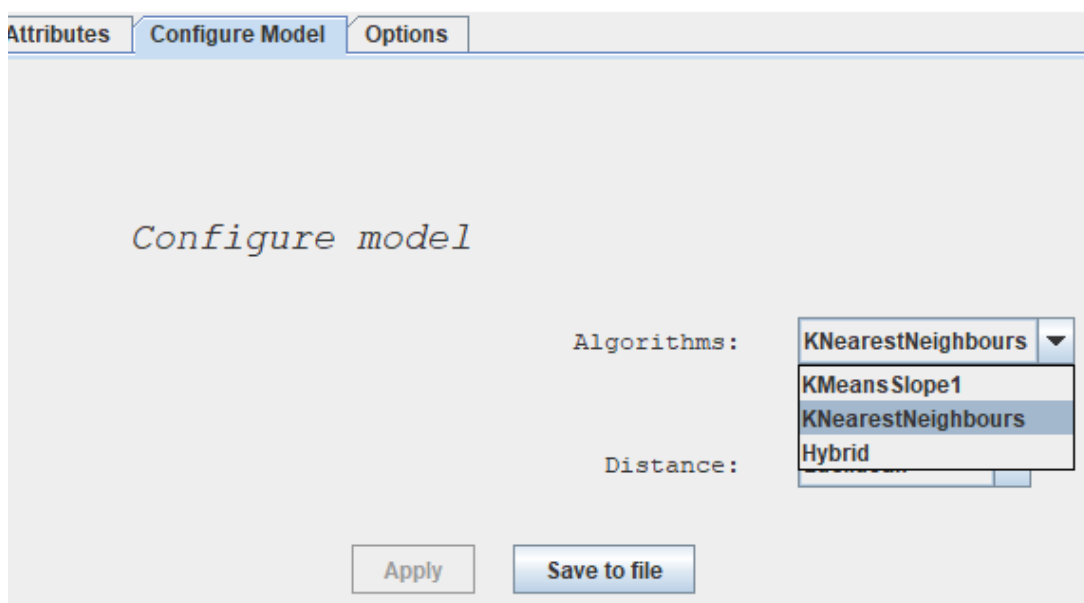 Attributes Configure Model Options
Configure model
Algorithms: KNearestNeighbours
KMeansSlope1
KNearestNeighbours
Hybrid
Distance:
Apply Save to file